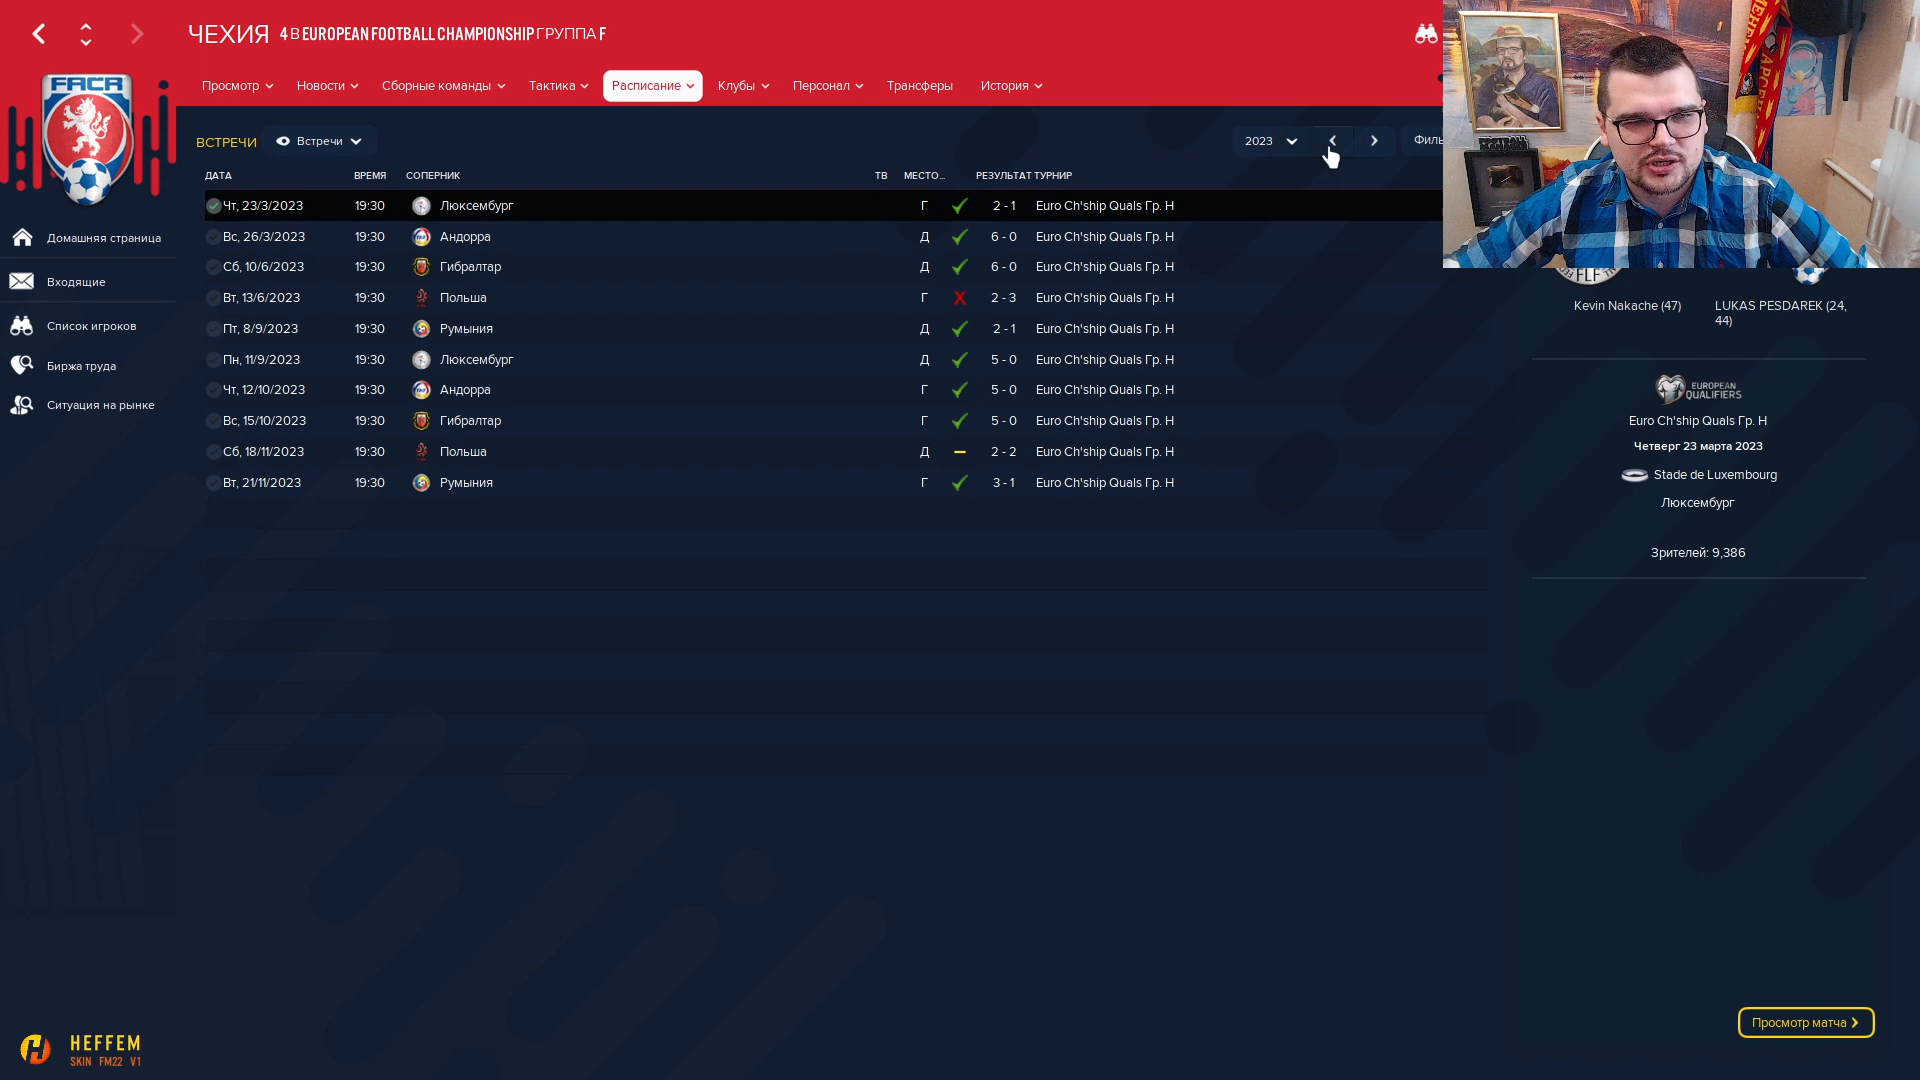 ЧЕХИЯ 4 В EUROPEAN FOOTBALL CHAMPIONSHIP ГРУППА F
FACR
Просмотр Новости Сборные команды Тактика Расписание Клубы Персонал Трансферы История
ВСТРЕЧИ Встречи 2023 Филь
ДАТА ВРЕМЯ СОПЕРНИК ТВ МЕСТО... РЕЗУЛЬТАТ ТУРНИР
Чт, 23/3/2023 19:30 Люксембург Г 2 - 1 Euro Ch'ship Quals Гр. H
Вс, 26/3/2023 19:30 Андорра Д 6 - 0 Euro Ch'ship Quals Гр. H
Сб, 10/6/2023 19:30 Гибралтар Д 6 - 0 Euro Ch'ship Quals Гр. H
Вт, 13/6/2023 19:30 Польша Г 2 - 3 Euro Ch'ship Quals Гр. H
Пт, 8/9/2023 19:30 Румыния Д 2 - 1 Euro Ch'ship Quals Гр. H
Пн, 11/9/2023 19:30 Люксембург Д 5 - 0 Euro Ch'ship Quals Гр. H
Чт, 12/10/2023 19:30 Андорра Г 5 - 0 Euro Ch'ship Quals Гр. H
Вс, 15/10/2023 19:30 Гибралтар Г 5 - 0 Euro Ch'ship Quals Гр. H
Сб, 18/11/2023 19:30 Польша Д 2 - 2 Euro Ch'ship Quals Гр. H
Вт, 21/11/2023 19:30 Румыния Г 3 - 1 Euro Ch'ship Quals Гр. H
Домашняя страница
Входящие
Список игроков
Биржа труда
Ситуация на рынке
FLF
Kevin Nakache (47) LUKAS PESDAREK (24,
44)
EUROPEAN
QUALIFIERS
Euro Ch'ship Quals Гр. H
Четверг 23 марта 2023
Stade de Luxembourg
Люксембург
Зрителей: 9,386
Просмотр матча
HEFFEM
SKIN FM22 V1